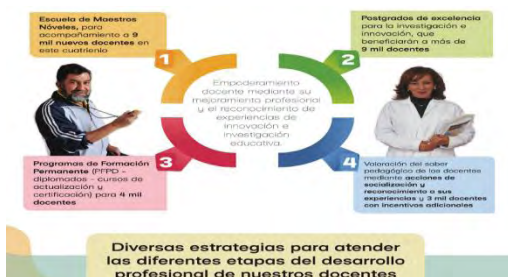 Escuela de Maestros
Nóveles, para
acompañamiento a 9
mil nuevos docentes en
este cuatrienio
1
Postgrados de excelencia
para la investigación e
innovación, que
beneficiarán a más de
9 mil docentes
2
Empoderamiento
docente mediante su
mejoramiento profesional
y el reconocimiento de
experiencias de
innovación e
investigación
educativa.
3
Programas de Formación
Permanente (PFPD -
diplomados - cursos de
actualización y
certificación) para 4 mil
docentes
4
Valoración del saber
pedagógico de los docentes
mediante acciones de
socialización y
reconocimiento a sus
experiencias y 3 mil docentes
con incentivos adicionales
Diversas estrategias para atender
las diferentes etapas del desarrollo
profesional de nuestros docentes